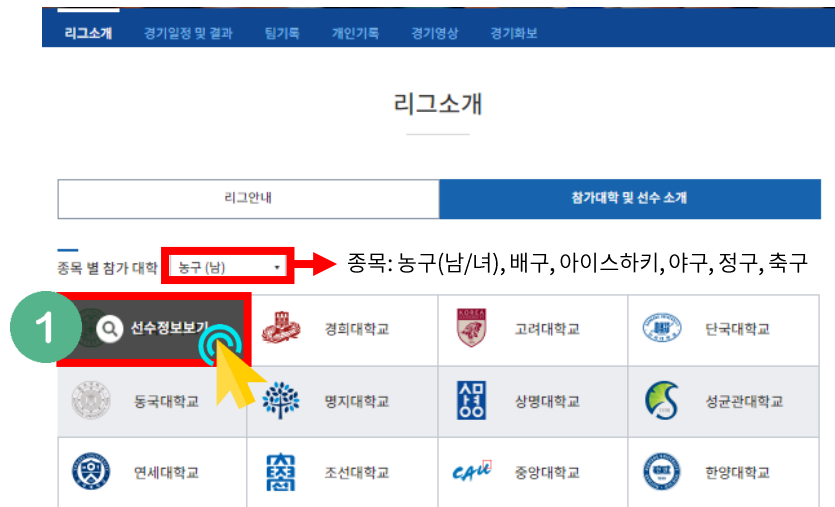 리그소개 경기일정 및 결과 팀기록 개인기록 경기영상 경기화보
리그소개
리그안내 참가대학 및 선수 소개
종목 별 참가 대학 농구 (남) 종목: 농구(남/녀), 배구, 아이스하키, 야구, 정구, 축구
1 선수정보보기 경희대학교 KOREA 고려대학교 단국대학교
동국대학교 명지대학교 상명대학교 성균관대학교
연세대학교 조선대학교 CAU 중앙대학교 한양대학교